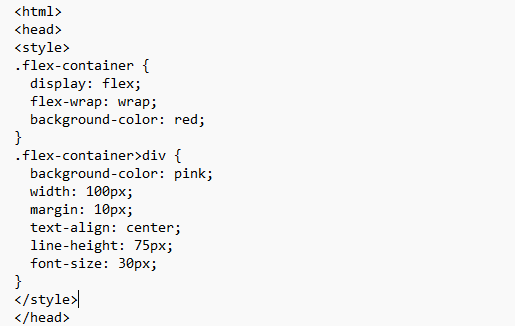 <html>
<head>
<style>
.flex-container {
  display: flex;
  flex-wrap: wrap;
  background-color: red;
}
.flex-container>div {
  background-color: pink;
  width: 100px;
  margin: 10px;
  text-align: center;
  line-height: 75px;
  font-size: 30px;
}
</style>
</head>